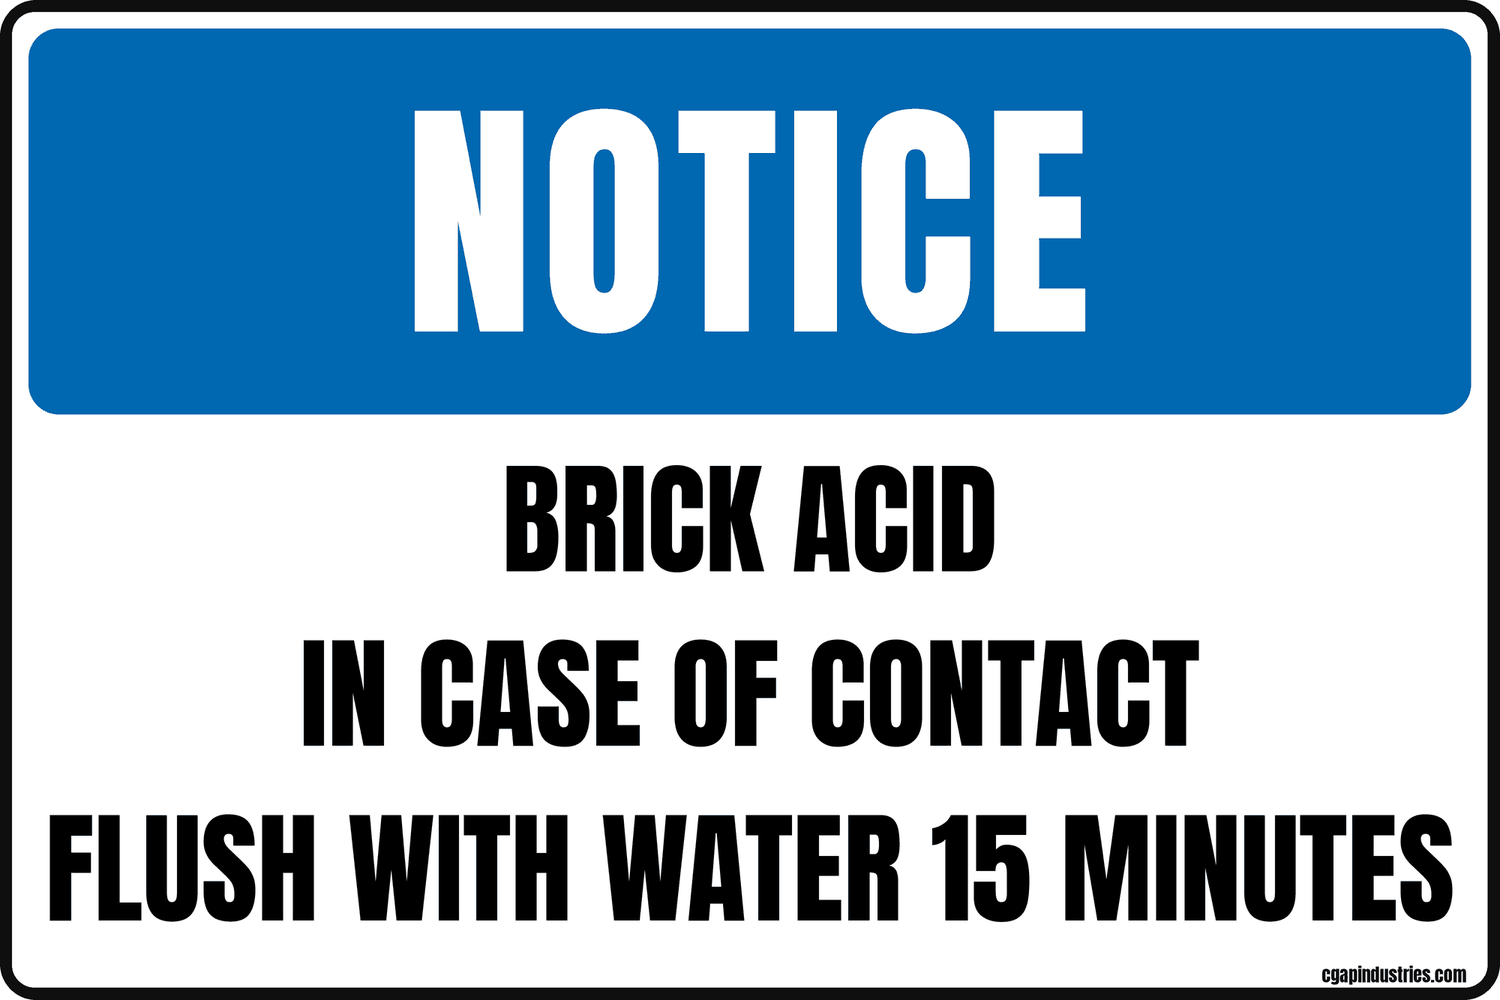 NOTICE
BRICK ACID
IN CASE OF CONTACT
FLUSH WITH WATER 15 MINUTES
cgapindustries.com